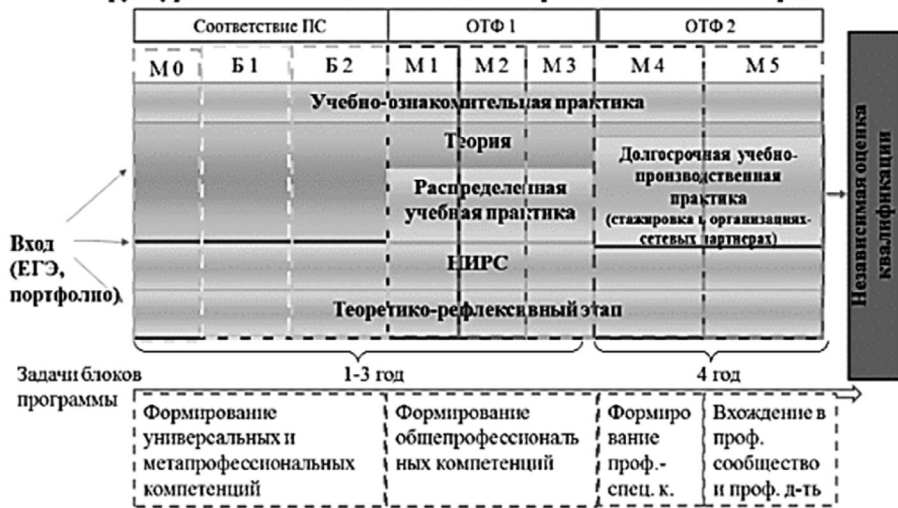 Соответствие ПС
ОТФ 1
ОТФ 2
М 0
Б 1
Б 2
М 1
М 2
М 3
М 4
М 5
Учебно-ознакомительная практика
Теория
Распределенная
учебная практика
Долгосрочная учебно-
производственная
практика
(стажировка в организациях-
сетевых партнерах)
НИРС
Теоретико-рефлексивный этап
Вход
(ЕГЭ,
портфолио)
Независимая оценка
квалификации
1-3 год
4 год
Задачи блоков
программы
Формирование
универсальных и
метапрофессиональных
компетенций
Формирование
общепрофессиональ
ных компетенций
Формиро
вание
проф.-
спец. к.
Вхождение в
проф.
сообщество
и проф. д-ть